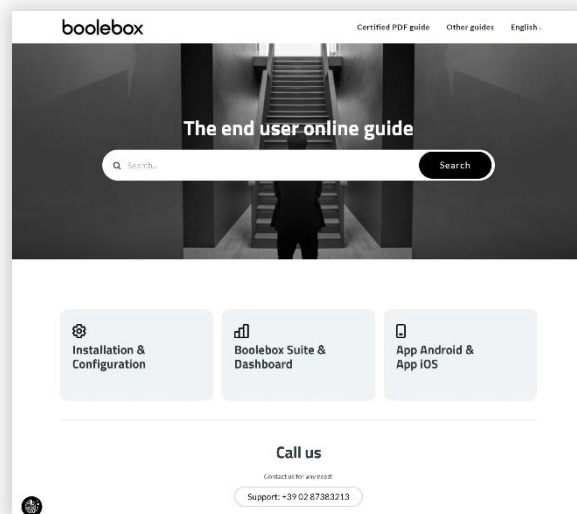 boolebox
Certified PDF guide Other guides English
The end user online guide
Search..
Search
Installation &
Configuration
Boolebox Suite &
Dashboard
App Android &
App iOS
Call us
Contact us for any need!
Support: +39 02 87383213